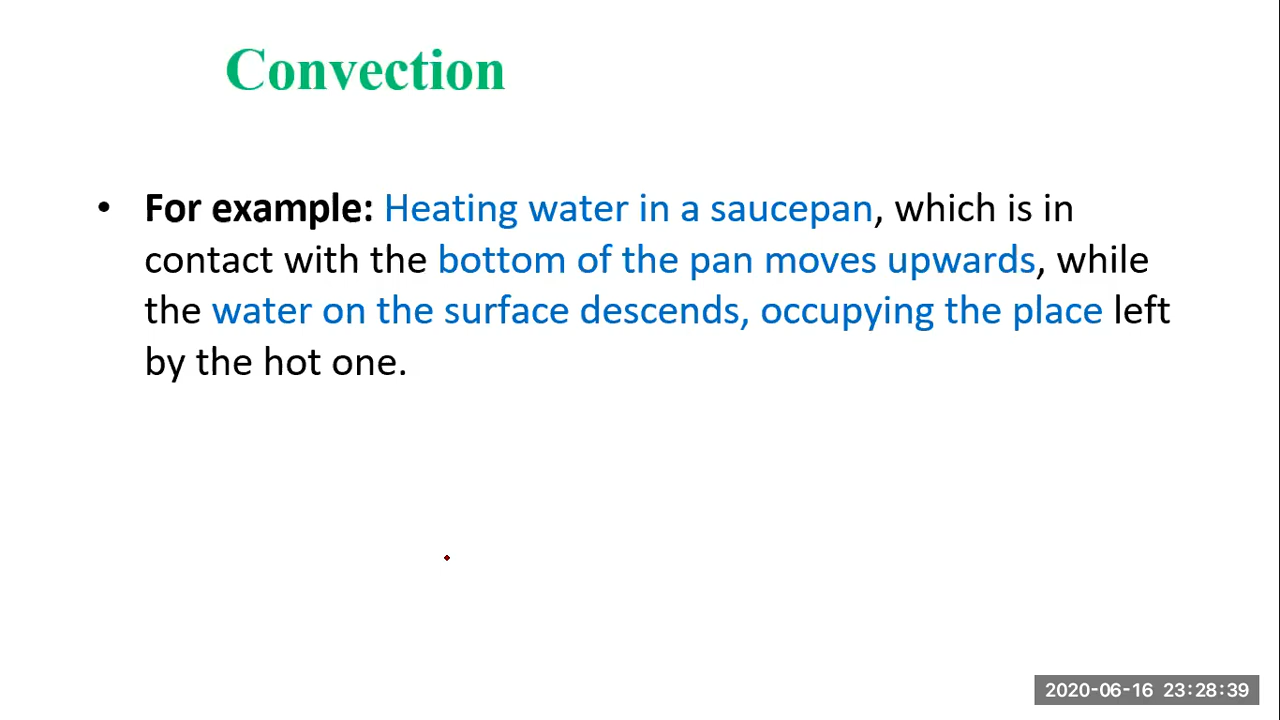 Convection
• For example: Heating water in a saucepan, which is in
contact with the bottom of the pan moves upwards, while
the water on the surface descends, occupying the place left
by the hot one.
2020-06-16 23:28:39